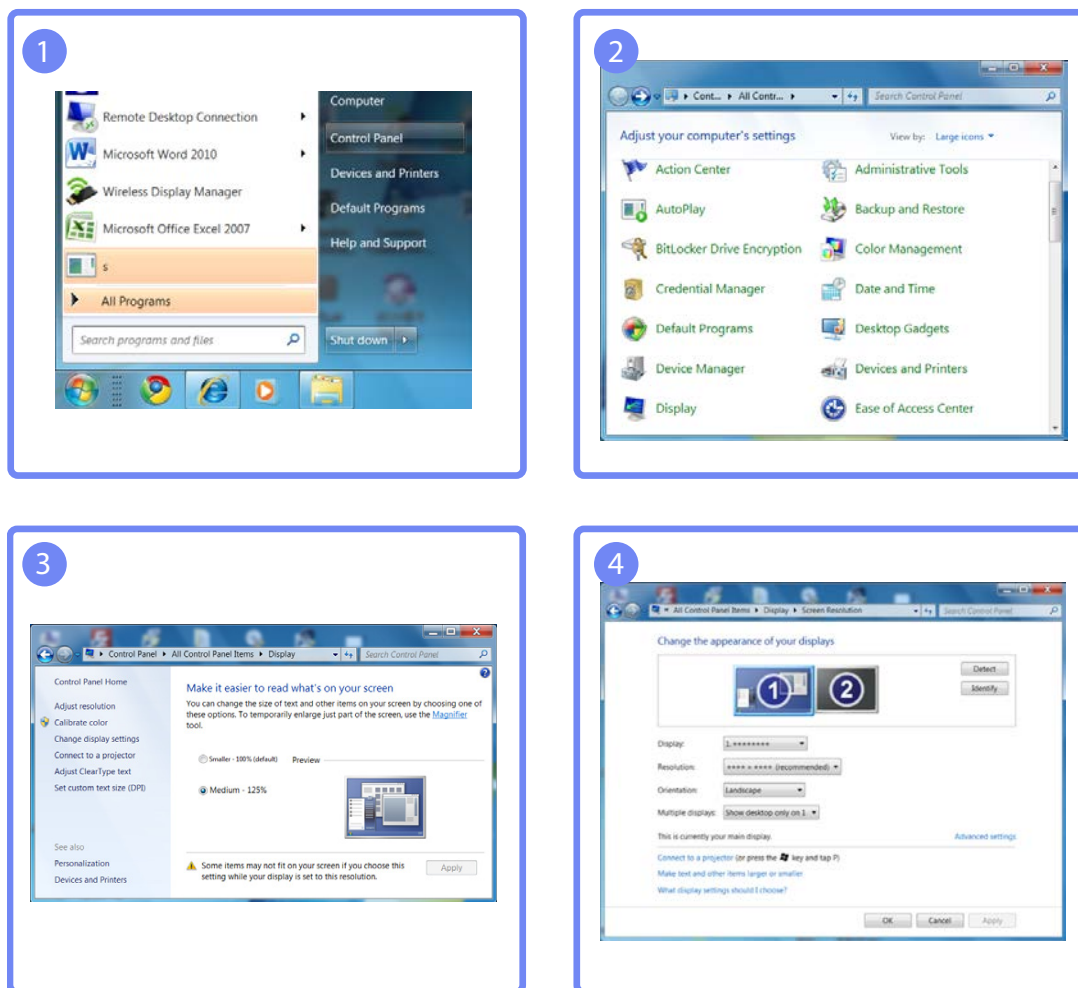 1
Remote Desktop Connection
Microsoft Word 2010
Wireless Display Manager
Microsoft Office Excel 2007
s
All Programs
Search programs and files
Computer
Control Panel
Devices and Printers
Default Programs
Help and Support
Shut down
2
Cont... All Contr...
Search Control Panel
Adjust your computer's settings
View by: Large icons
Action Center
Administrative Tools
AutoPlay
Backup and Restore
BitLocker Drive Encryption
Color Management
Credential Manager
Date and Time
Default Programs
Desktop Gadgets
Device Manager
Devices and Printers
Display
Ease of Access Center
3
Control Panel All Control Panel Items Display
Search Control Panel
Control Panel Home
Adjust resolution
Calibrate color
Change display settings
Connect to a projector
Adjust ClearType text
Set custom text size (DPI)
See also
Personalization
Devices and Printers
Make it easier to read what's on your screen
You can change the size of text and other items on your screen by choosing one of
these options. To temporarily enlarge just part of the screen, use the Magnifier
tool.
Smaller - 100% (default)
Preview
Medium - 125%
Some items may not fit on your screen if you choose this
setting while your display is set to this resolution.
Apply
4
« All Control Panel Items Display Screen Resolution
Search Control Panel
Change the appearance of your displays
1
2
Detect
Identify
Display: 1.********
Resolution: **** × **** (recommended)
Orientation: Landscape
Multiple displays: Show desktop only on 1
This is currently your main display.
Advanced settings
Connect to a projector (or press the key and tap P)
Make text and other items larger or smaller
What display settings should I choose?
OK
Cancel
Apply